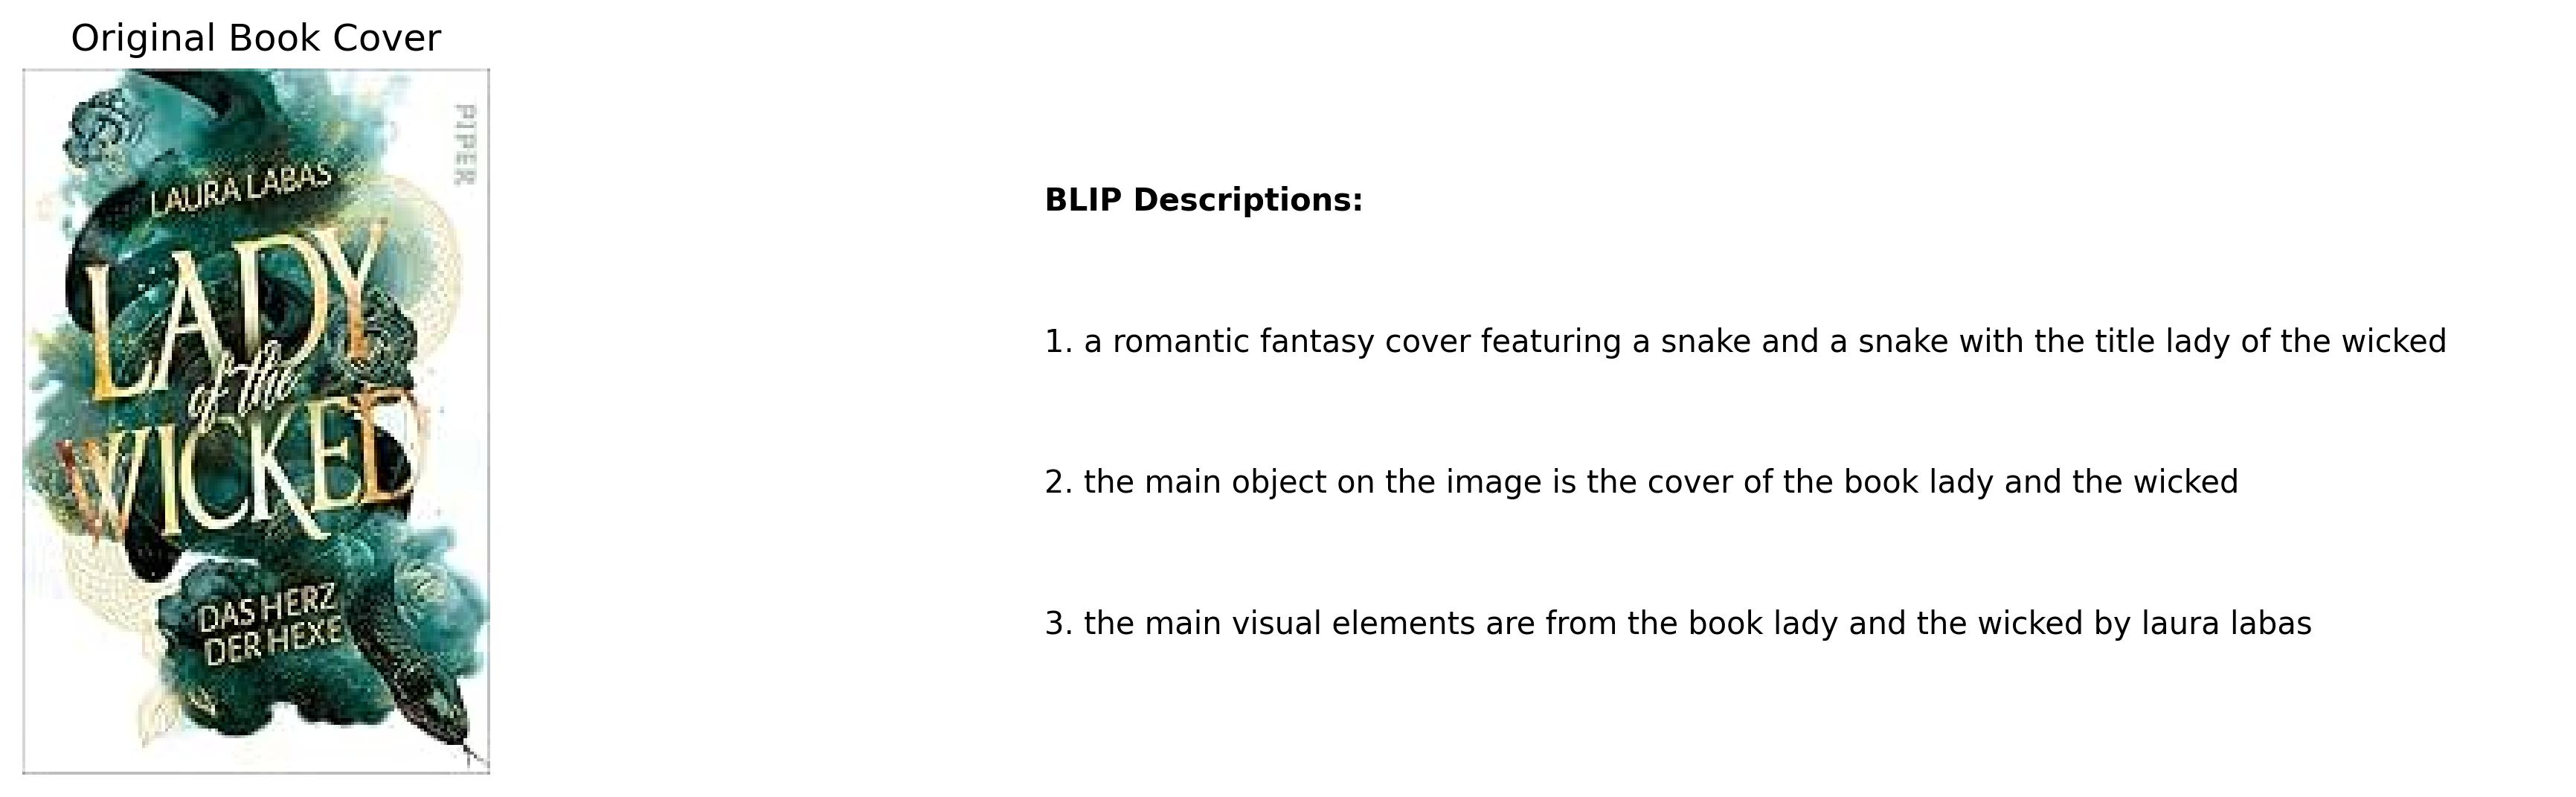 Original Book Cover
PIPER
LAURA LABAS
LADY
of the
WICKED
DAS HERZ
DER HEXE
BLIP Descriptions:
1. a romantic fantasy cover featuring a snake and a snake with the title lady of the wicked
2. the main object on the image is the cover of the book lady and the wicked
3. the main visual elements are from the book lady and the wicked by laura labas